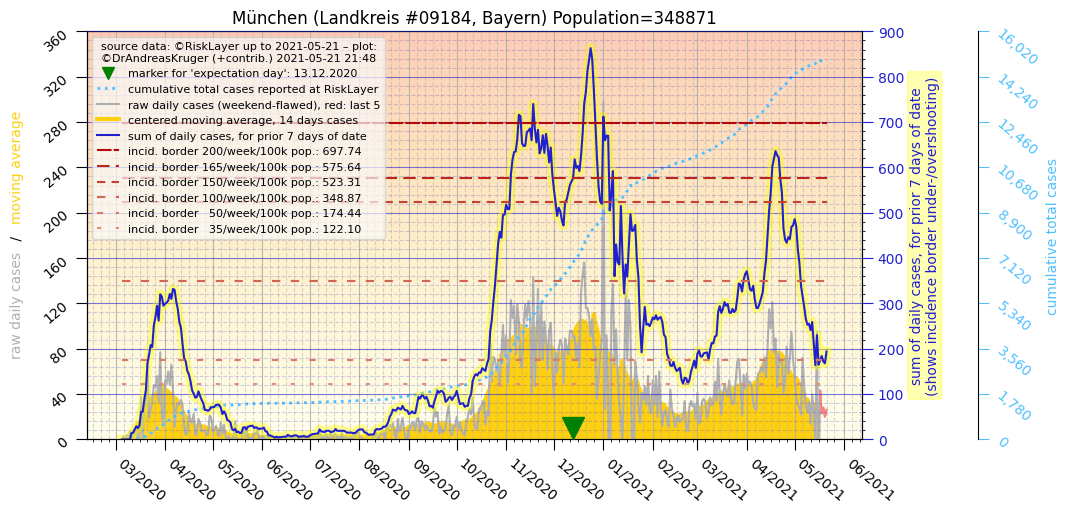 München (Landkreis #09184, Bayern) Population=348871
source data: ©RiskLayer up to 2021-05-21 – plot:
©DrAndreasKruger (+contrib.) 2021-05-21 21:48
marker for 'expectation day': 13.12.2020
cumulative total cases reported at RiskLayer
raw daily cases (weekend-flawed), red: last 5
centered moving average, 14 days cases
sum of daily cases, for prior 7 days of date
incid. border 200/week/100k pop.: 697.74
incid. border 165/week/100k pop.: 575.64
incid. border 150/week/100k pop.: 523.31
incid. border 100/week/100k pop.: 348.87
incid. border   50/week/100k pop.: 174.44
incid. border   35/week/100k pop.: 122.10
raw daily cases / moving average
360
320
280
240
200
160
120
80
40
0
03/2020
04/2020
05/2020
06/2020
07/2020
08/2020
09/2020
10/2020
11/2020
12/2020
01/2021
02/2021
03/2021
04/2021
05/2021
06/2021
900
800
700
600
500
400
300
200
100
0
sum of daily cases, for prior 7 days of date
(shows incidence border under-/overshooting)
16,020
14,240
12,460
10,680
8,900
7,120
5,340
3,560
1,780
0
cumulative total cases